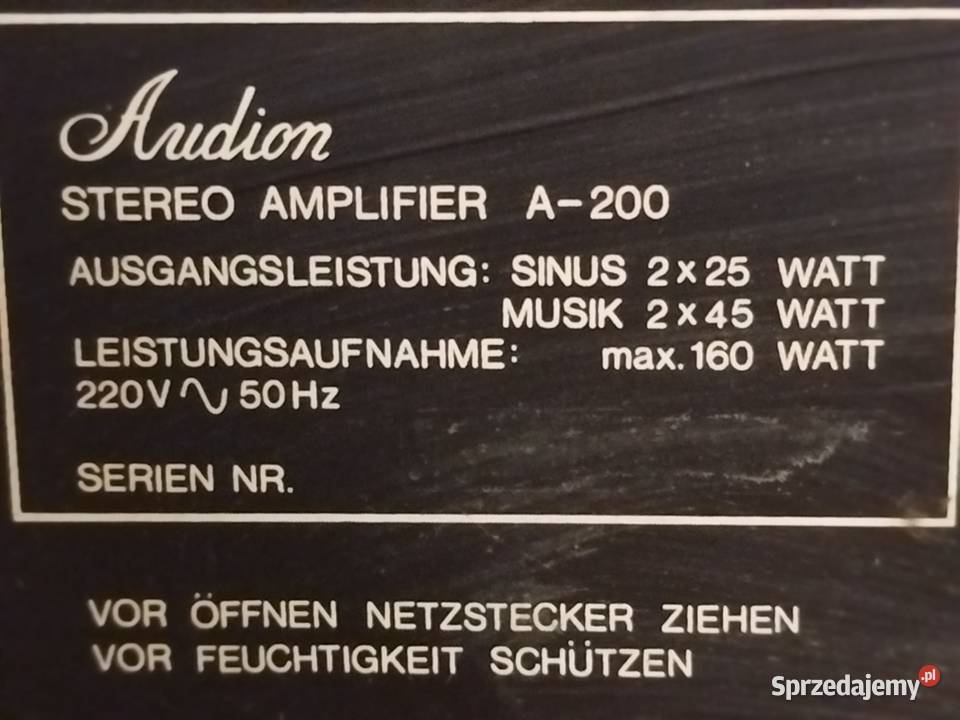 Audion
STEREO AMPLIFIER A-200
AUSGANGSLEISTUNG: SINUS 2 x 25 WATT
MUSIK 2 x 45 WATT
LEISTUNGSAUFNAHME: max. 160 WATT
220V ∿ 50Hz
SERIEN NR.
VOR ÖFFNEN NETZSTECKER ZIEHEN
VOR FEUCHTIGKEIT SCHÜTZEN
Sprzedajemy.pl